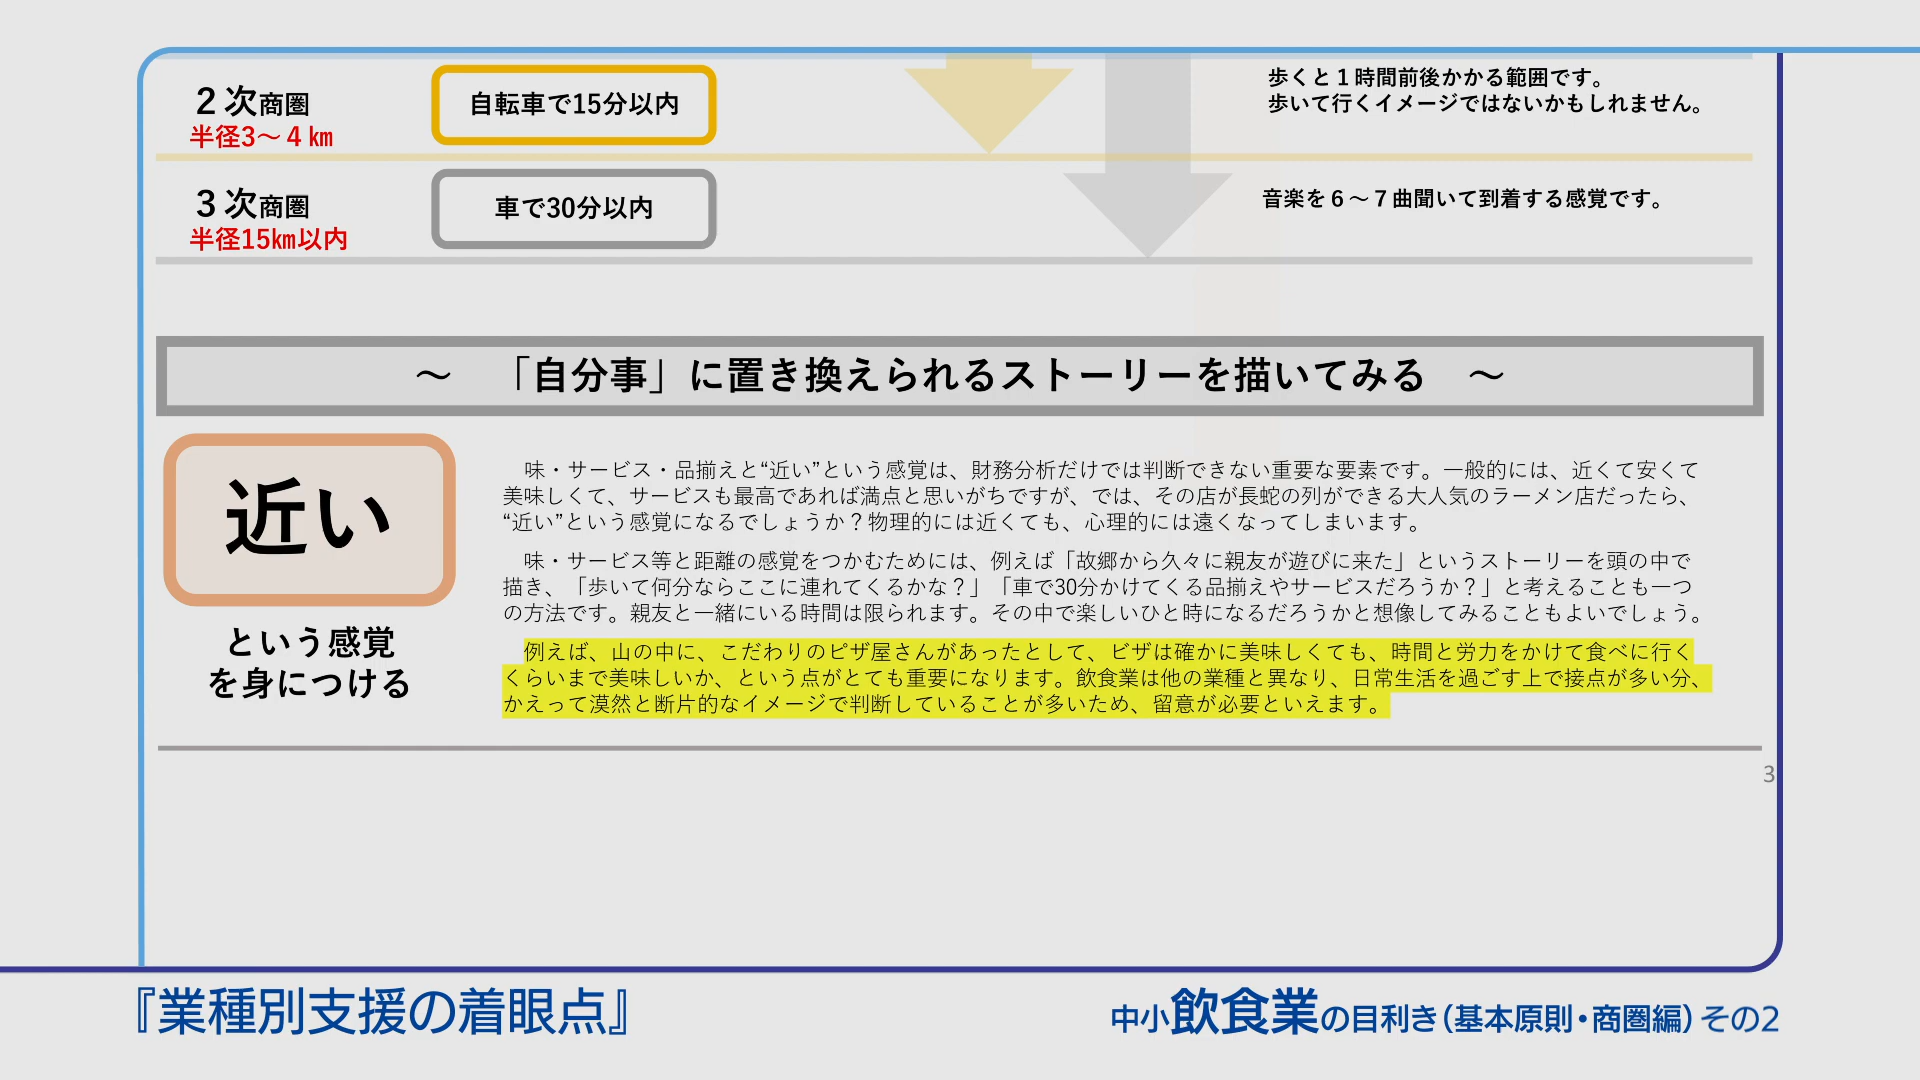 ２次商圏
半径3～４㎞
自転車で15分以内
歩くと１時間前後かかる範囲です。
歩いて行くイメージではないかもしれません。
３次商圏
半径15㎞以内
車で30分以内
音楽を６～７曲聞いて到着する感覚です。
～　「自分事」に置き換えられるストーリーを描いてみる　～
近い
という感覚
を身につける
味・サービス・品揃えと“近い”という感覚は、財務分析だけでは判断できない重要な要素です。一般的には、近くて安くて
美味しくて、サービスも最高であれば満点と思いがちですが、では、その店が長蛇の列ができる大人気のラーメン店だったら、
“近い”という感覚になるでしょうか？物理的には近くても、心理的には遠くなってしまいます。
味・サービス等と距離の感覚をつかむためには、例えば「故郷から久々に親友が遊びに来た」というストーリーを頭の中で
描き、「歩いて何分ならここに連れてくるかな？」「車で30分かけてくる品揃えやサービスだろうか？」と考えることも一つ
の方法です。親友と一緒にいる時間は限られます。その中で楽しいひと時になるだろうかと想像してみることもよいでしょう。
例えば、山の中に、こだわりのピザ屋さんがあったとして、ピザは確かに美味しくても、時間と労力をかけて食べに行く
くらいまで美味しいか、という点がとても重要になります。飲食業は他の業種と異なり、日常生活を過ごす上で接点が多い分、
かえって漠然と断片的なイメージで判断していることが多いため、留意が必要といえます。
3
『業種別支援の着眼点』
中小飲食業の目利き（基本原則・商圏編）その2